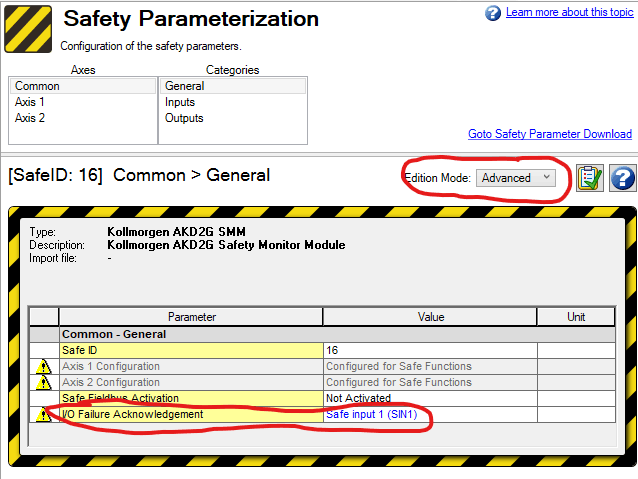 Safety Parameterization
Learn more about this topic
Configuration of the safety parameters.
Axes Categories
Common General
Axis 1 Inputs
Axis 2 Outputs
Goto Safety Parameter Download
[SafeID: 16] Common > General
Edition Mode: Advanced
Type: Kollmorgen AKD2G SMM
Description: Kollmorgen AKD2G Safety Monitor Module
Import file: -
Parameter Value Unit
Common - General
Safe ID 16
Axis 1 Configuration Configured for Safe Functions
Axis 2 Configuration Configured for Safe Functions
Safe Fieldbus Activation Not Activated
I/O Failure Acknowledgement Safe input 1 (SIN1)